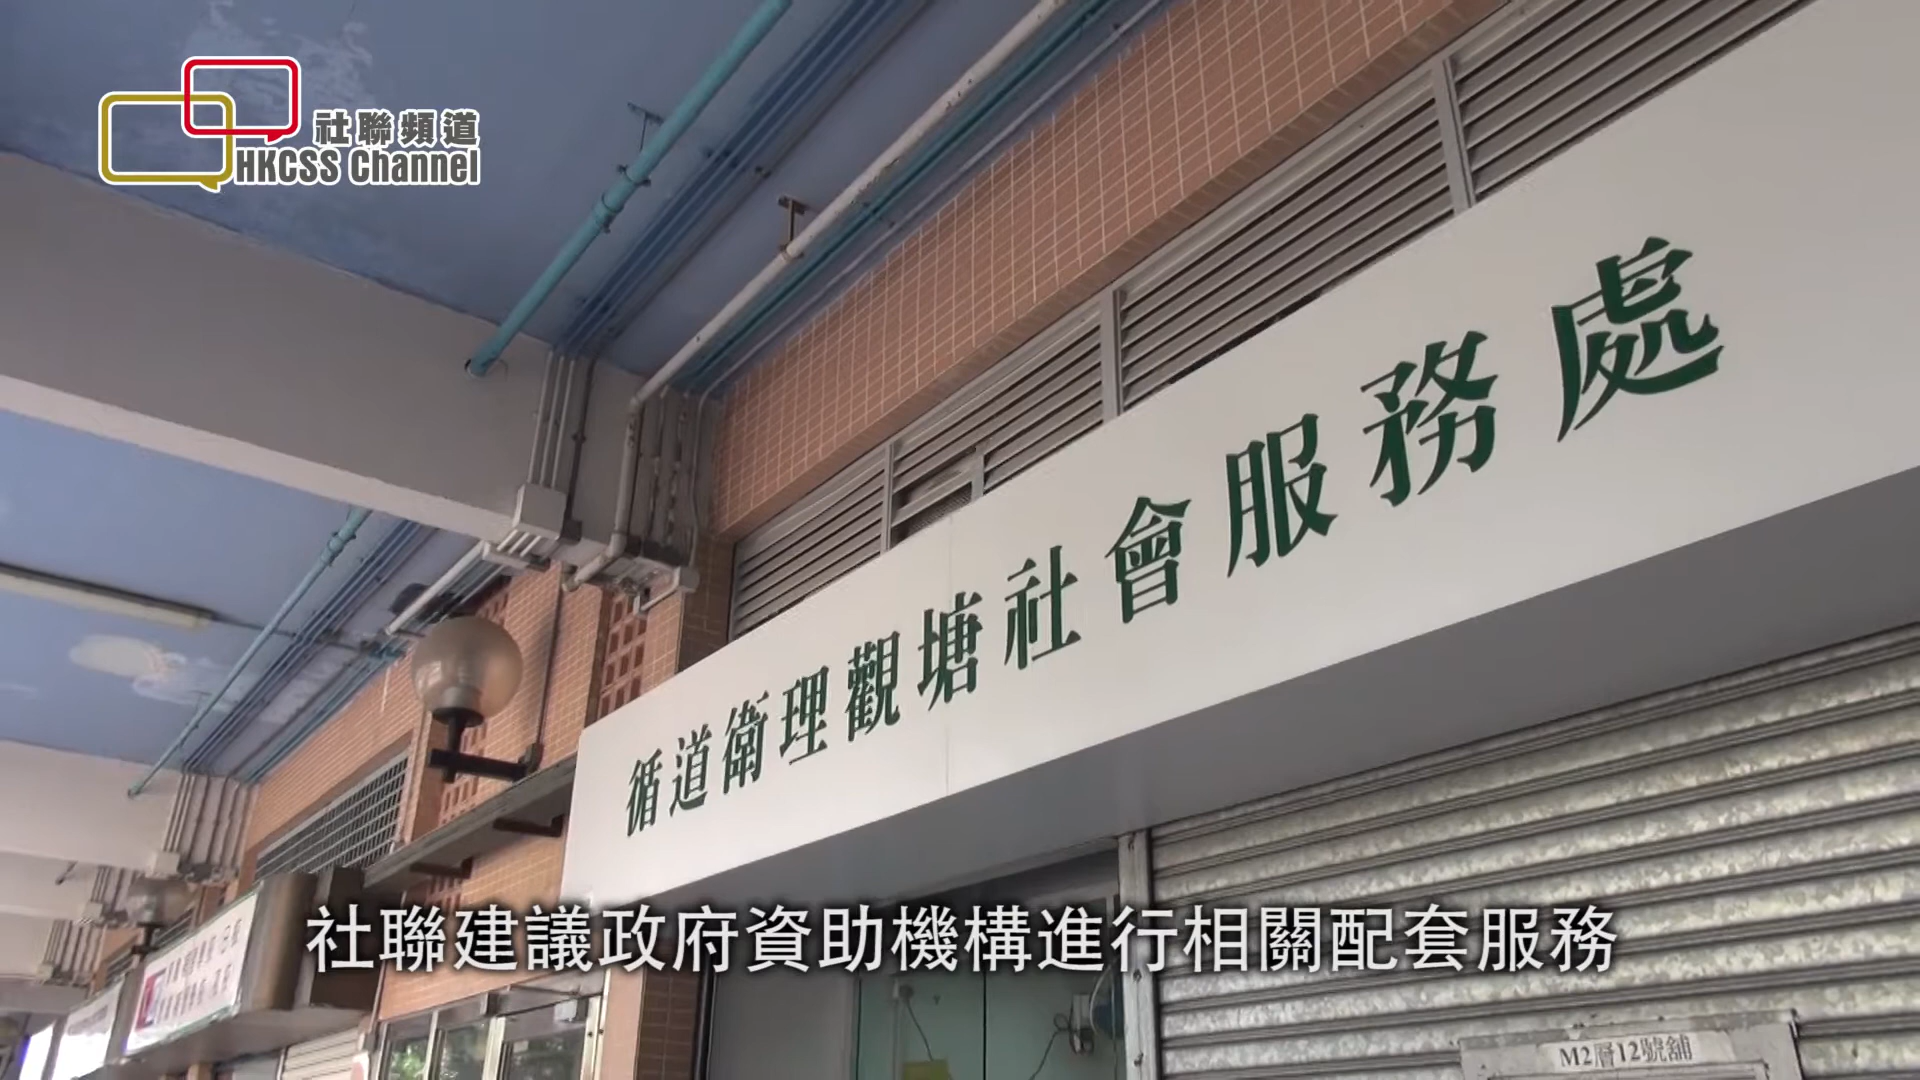 社聯頻道
HKCSS Channel
循道衛理觀塘社會服務處
社聯建議政府資助機構進行相關配套服務
M2層12號舖